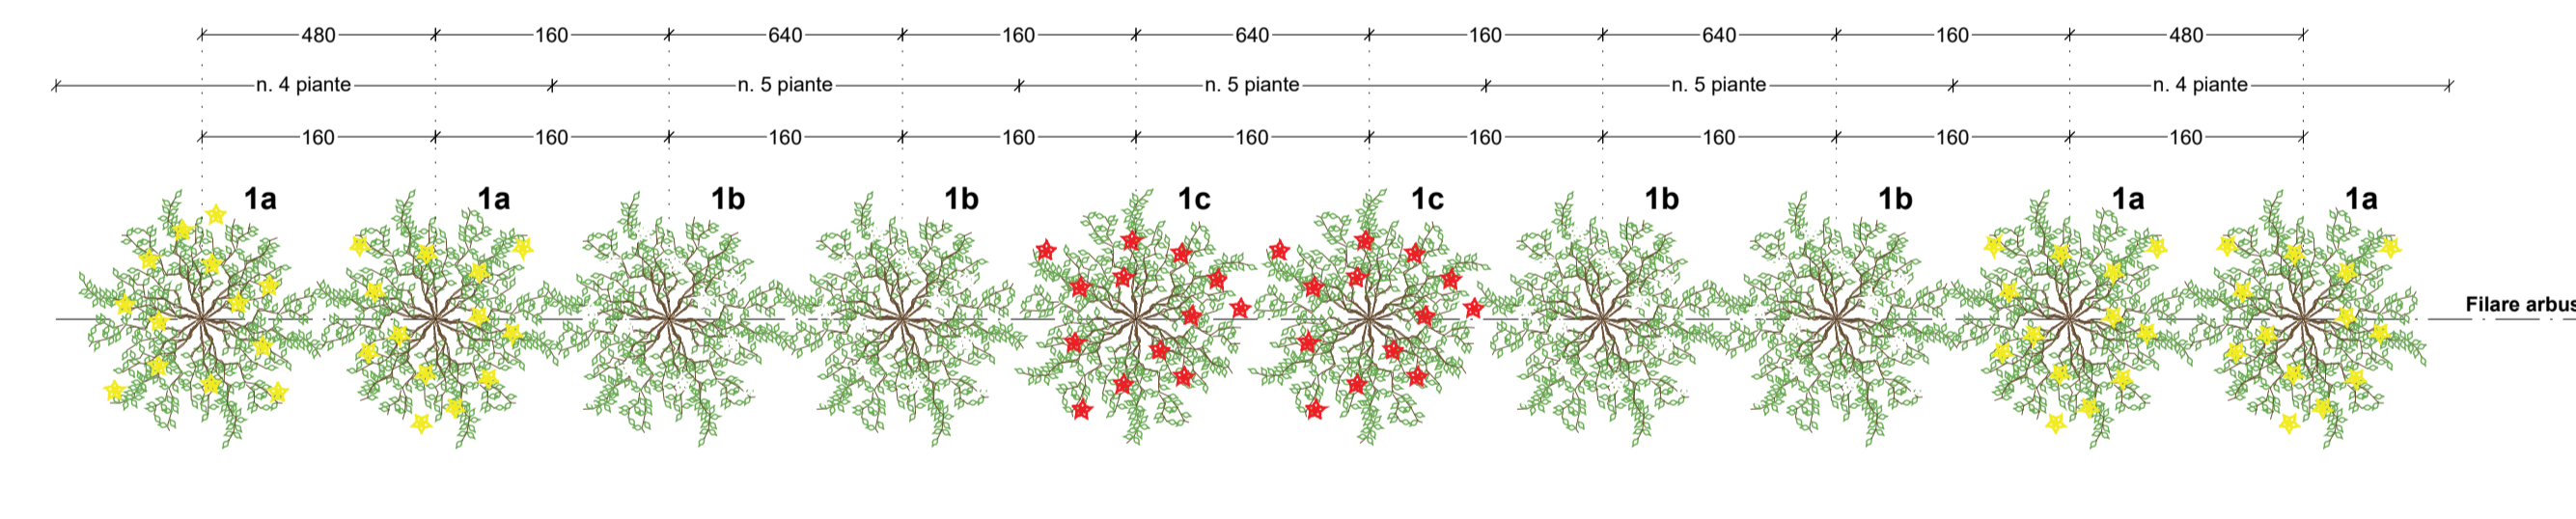 480 160 640 160 640 160 640 160 480
n. 4 piante n. 5 piante n. 5 piante n. 5 piante n. 4 piante
160 160 160 160 160 160 160 160 160
1a 1a 1b 1b 1c 1c 1b 1b 1a 1a
Filare arbus